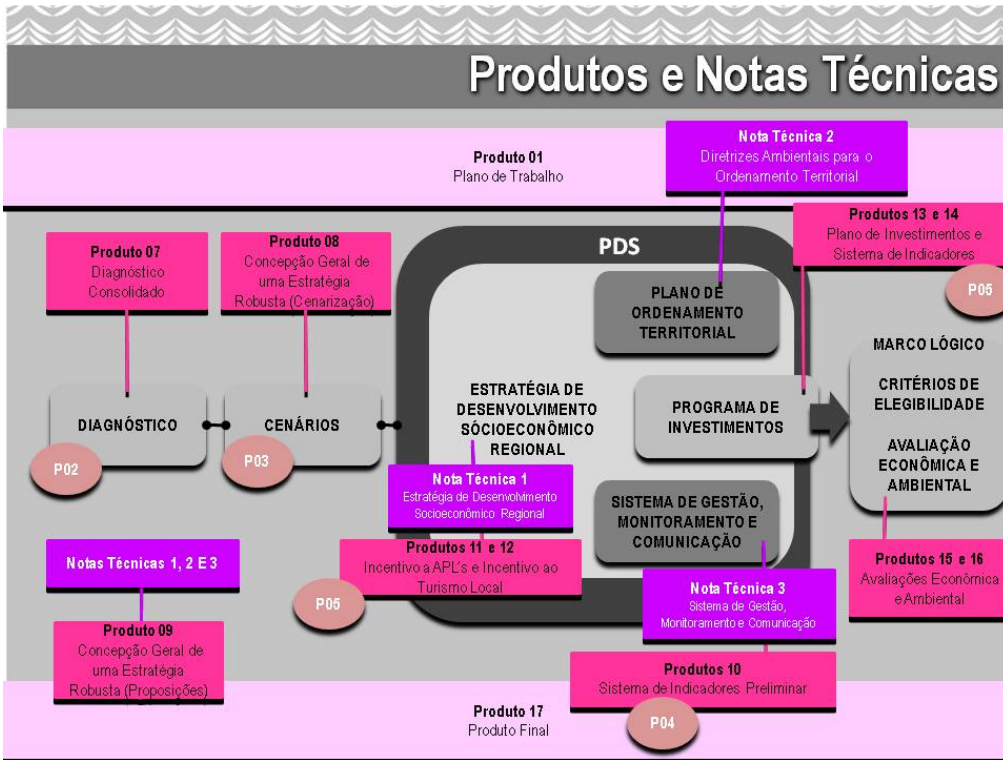 Produtos e Notas Técnicas
Produto 01
Plano de Trabalho
Nota Técnica 2
Diretrizes Ambientais para o
Ordenamento Territorial
Produto 07
Diagnóstico
Consolidado
Produto 08
Concepção Geral de
uma Estratégia
Robusta (Cenarização)
PDS
Produtos 13 e 14
Plano de Investimentos e
Sistema de Indicadores
P05
PLANO DE
ORDENAMENTO
TERRITORIAL
DIAGNÓSTICO
P02
CENÁRIOS
P03
ESTRATÉGIA DE
DESENVOLVIMENTO
SÓCIOECONÔMICO
REGIONAL
PROGRAMA DE
INVESTIMENTOS
MARCO LÓGICO
CRITÉRIOS DE
ELEGIBILIDADE
AVALIAÇÃO
ECONÔMICA E
AMBIENTAL
Nota Técnica 1
Estratégia de Desenvolvimento
Socioeconômico Regional
SISTEMA DE GESTÃO,
MONITORAMENTO E
COMUNICAÇÃO
Produtos 11 e 12
Incentivo a APL's e Incentivo ao
Turismo Local
P05
Notas Técnicas 1, 2 E 3
Produto 09
Concepção Geral de
uma Estratégia
Robusta (Proposições)
Nota Técnica 3
Sistema de Gestão,
Monitoramento e Comunicação
Produtos 15 e 16
Avaliações Econômica
e Ambiental
Produtos 10
Sistema de Indicadores Preliminar
P04
Produto 17
Produto Final